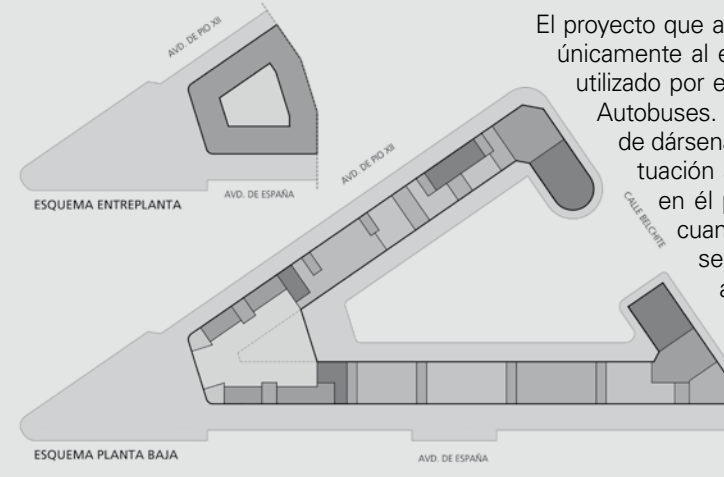 El proyecto que a
únicamente al e
utilizado por e
Autobuses.
de dársena
tuación
en él p
cuan
se
a
AVD. DE PIO XII
ESQUEMA ENTREPLANTA
AVD. DE ESPAÑA
AVD. DE PIO XII
CALLE BELCHITE
ESQUEMA PLANTA BAJA
AVD. DE ESPAÑA